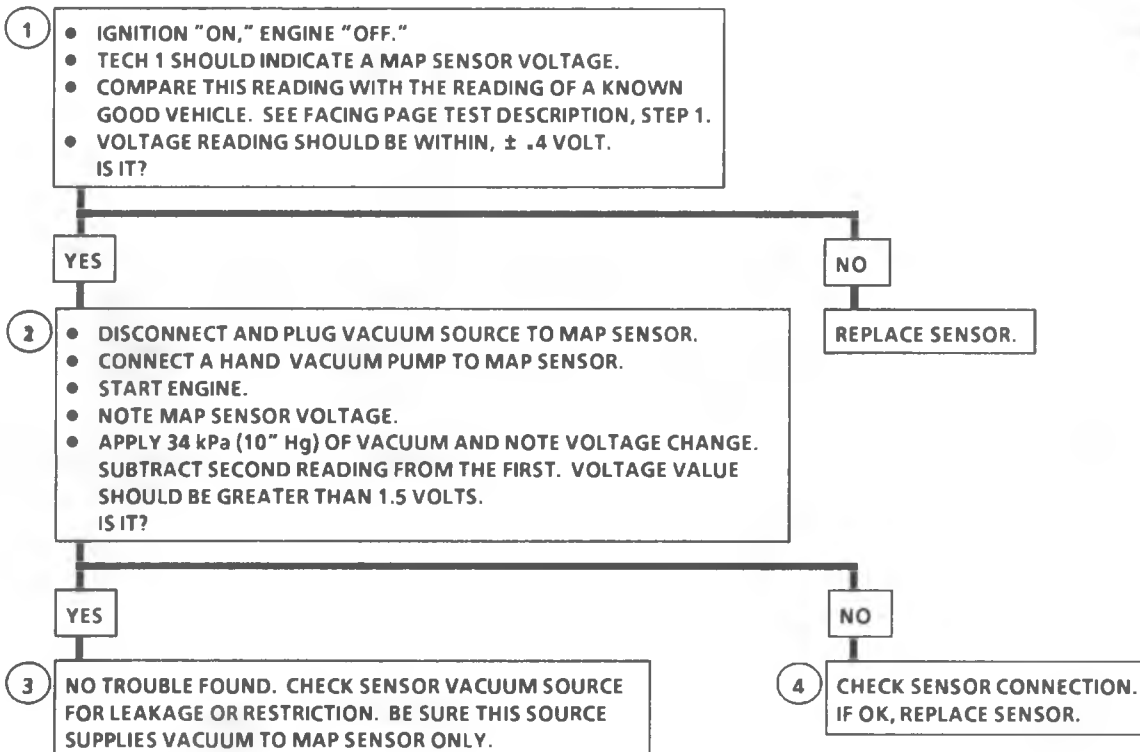 1
● IGNITION "ON," ENGINE "OFF."
● TECH 1 SHOULD INDICATE A MAP SENSOR VOLTAGE.
● COMPARE THIS READING WITH THE READING OF A KNOWN
GOOD VEHICLE. SEE FACING PAGE TEST DESCRIPTION, STEP 1.
● VOLTAGE READING SHOULD BE WITHIN, ± .4 VOLT.
IS IT?
YES
NO
REPLACE SENSOR.
2
● DISCONNECT AND PLUG VACUUM SOURCE TO MAP SENSOR.
● CONNECT A HAND VACUUM PUMP TO MAP SENSOR.
● START ENGINE.
● NOTE MAP SENSOR VOLTAGE.
● APPLY 34 kPa (10" Hg) OF VACUUM AND NOTE VOLTAGE CHANGE.
SUBTRACT SECOND READING FROM THE FIRST. VOLTAGE VALUE
SHOULD BE GREATER THAN 1.5 VOLTS.
IS IT?
YES
NO
3
NO TROUBLE FOUND. CHECK SENSOR VACUUM SOURCE
FOR LEAKAGE OR RESTRICTION. BE SURE THIS SOURCE
SUPPLIES VACUUM TO MAP SENSOR ONLY.
4
CHECK SENSOR CONNECTION.
IF OK, REPLACE SENSOR.